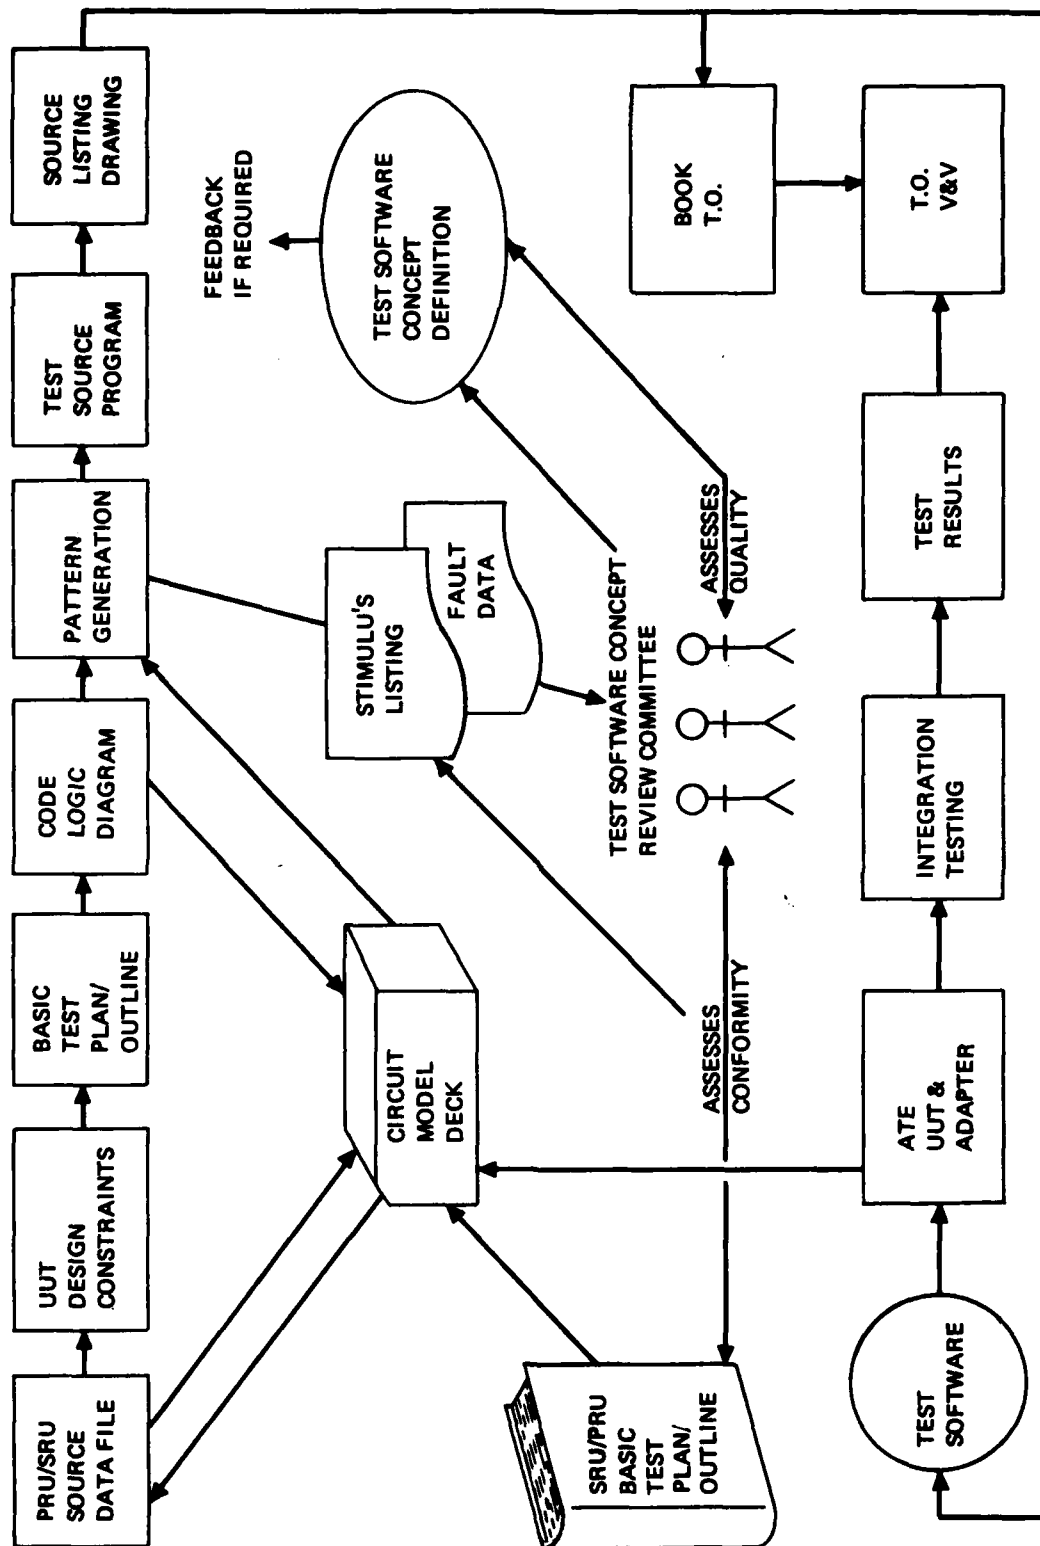 PRU/SRU
SOURCE
DATA FILE
UUT
DESIGN
CONSTRAINTS
BASIC
TEST
PLAN/
OUTLINE
CODE
LOGIC
DIAGRAM
PATTERN
GENERATION
TEST
SOURCE
PROGRAM
SOURCE
LISTING
DRAWING
FEEDBACK
IF REQUIRED
CIRCUIT
MODEL
DECK
STIMULU'S
LISTING
FAULT
DATA
TEST SOFTWARE
CONCEPT
DEFINITION
SRU/PRU
BASIC
TEST
PLAN/
OUTLINE
ASSESSES
CONFORMITY
TEST SOFTWARE CONCEPT
REVIEW COMMITTEE
ASSESSES
QUALITY
BOOK
T.O.
TEST
SOFTWARE
ATE
UUT &
ADAPTER
INTEGRATION
TESTING
TEST
RESULTS
T.O.
V&V